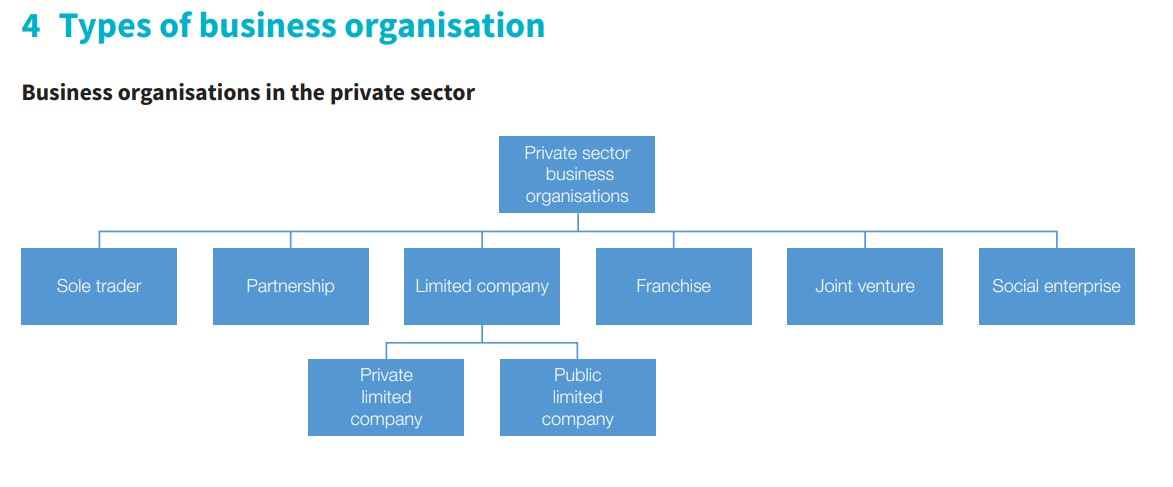 4 Types of business organisation
Business organisations in the private sector
Private sector
business
organisations
Sole trader
Partnership
Limited company
Franchise
Joint venture
Social enterprise
Private
limited
company
Public
limited
company